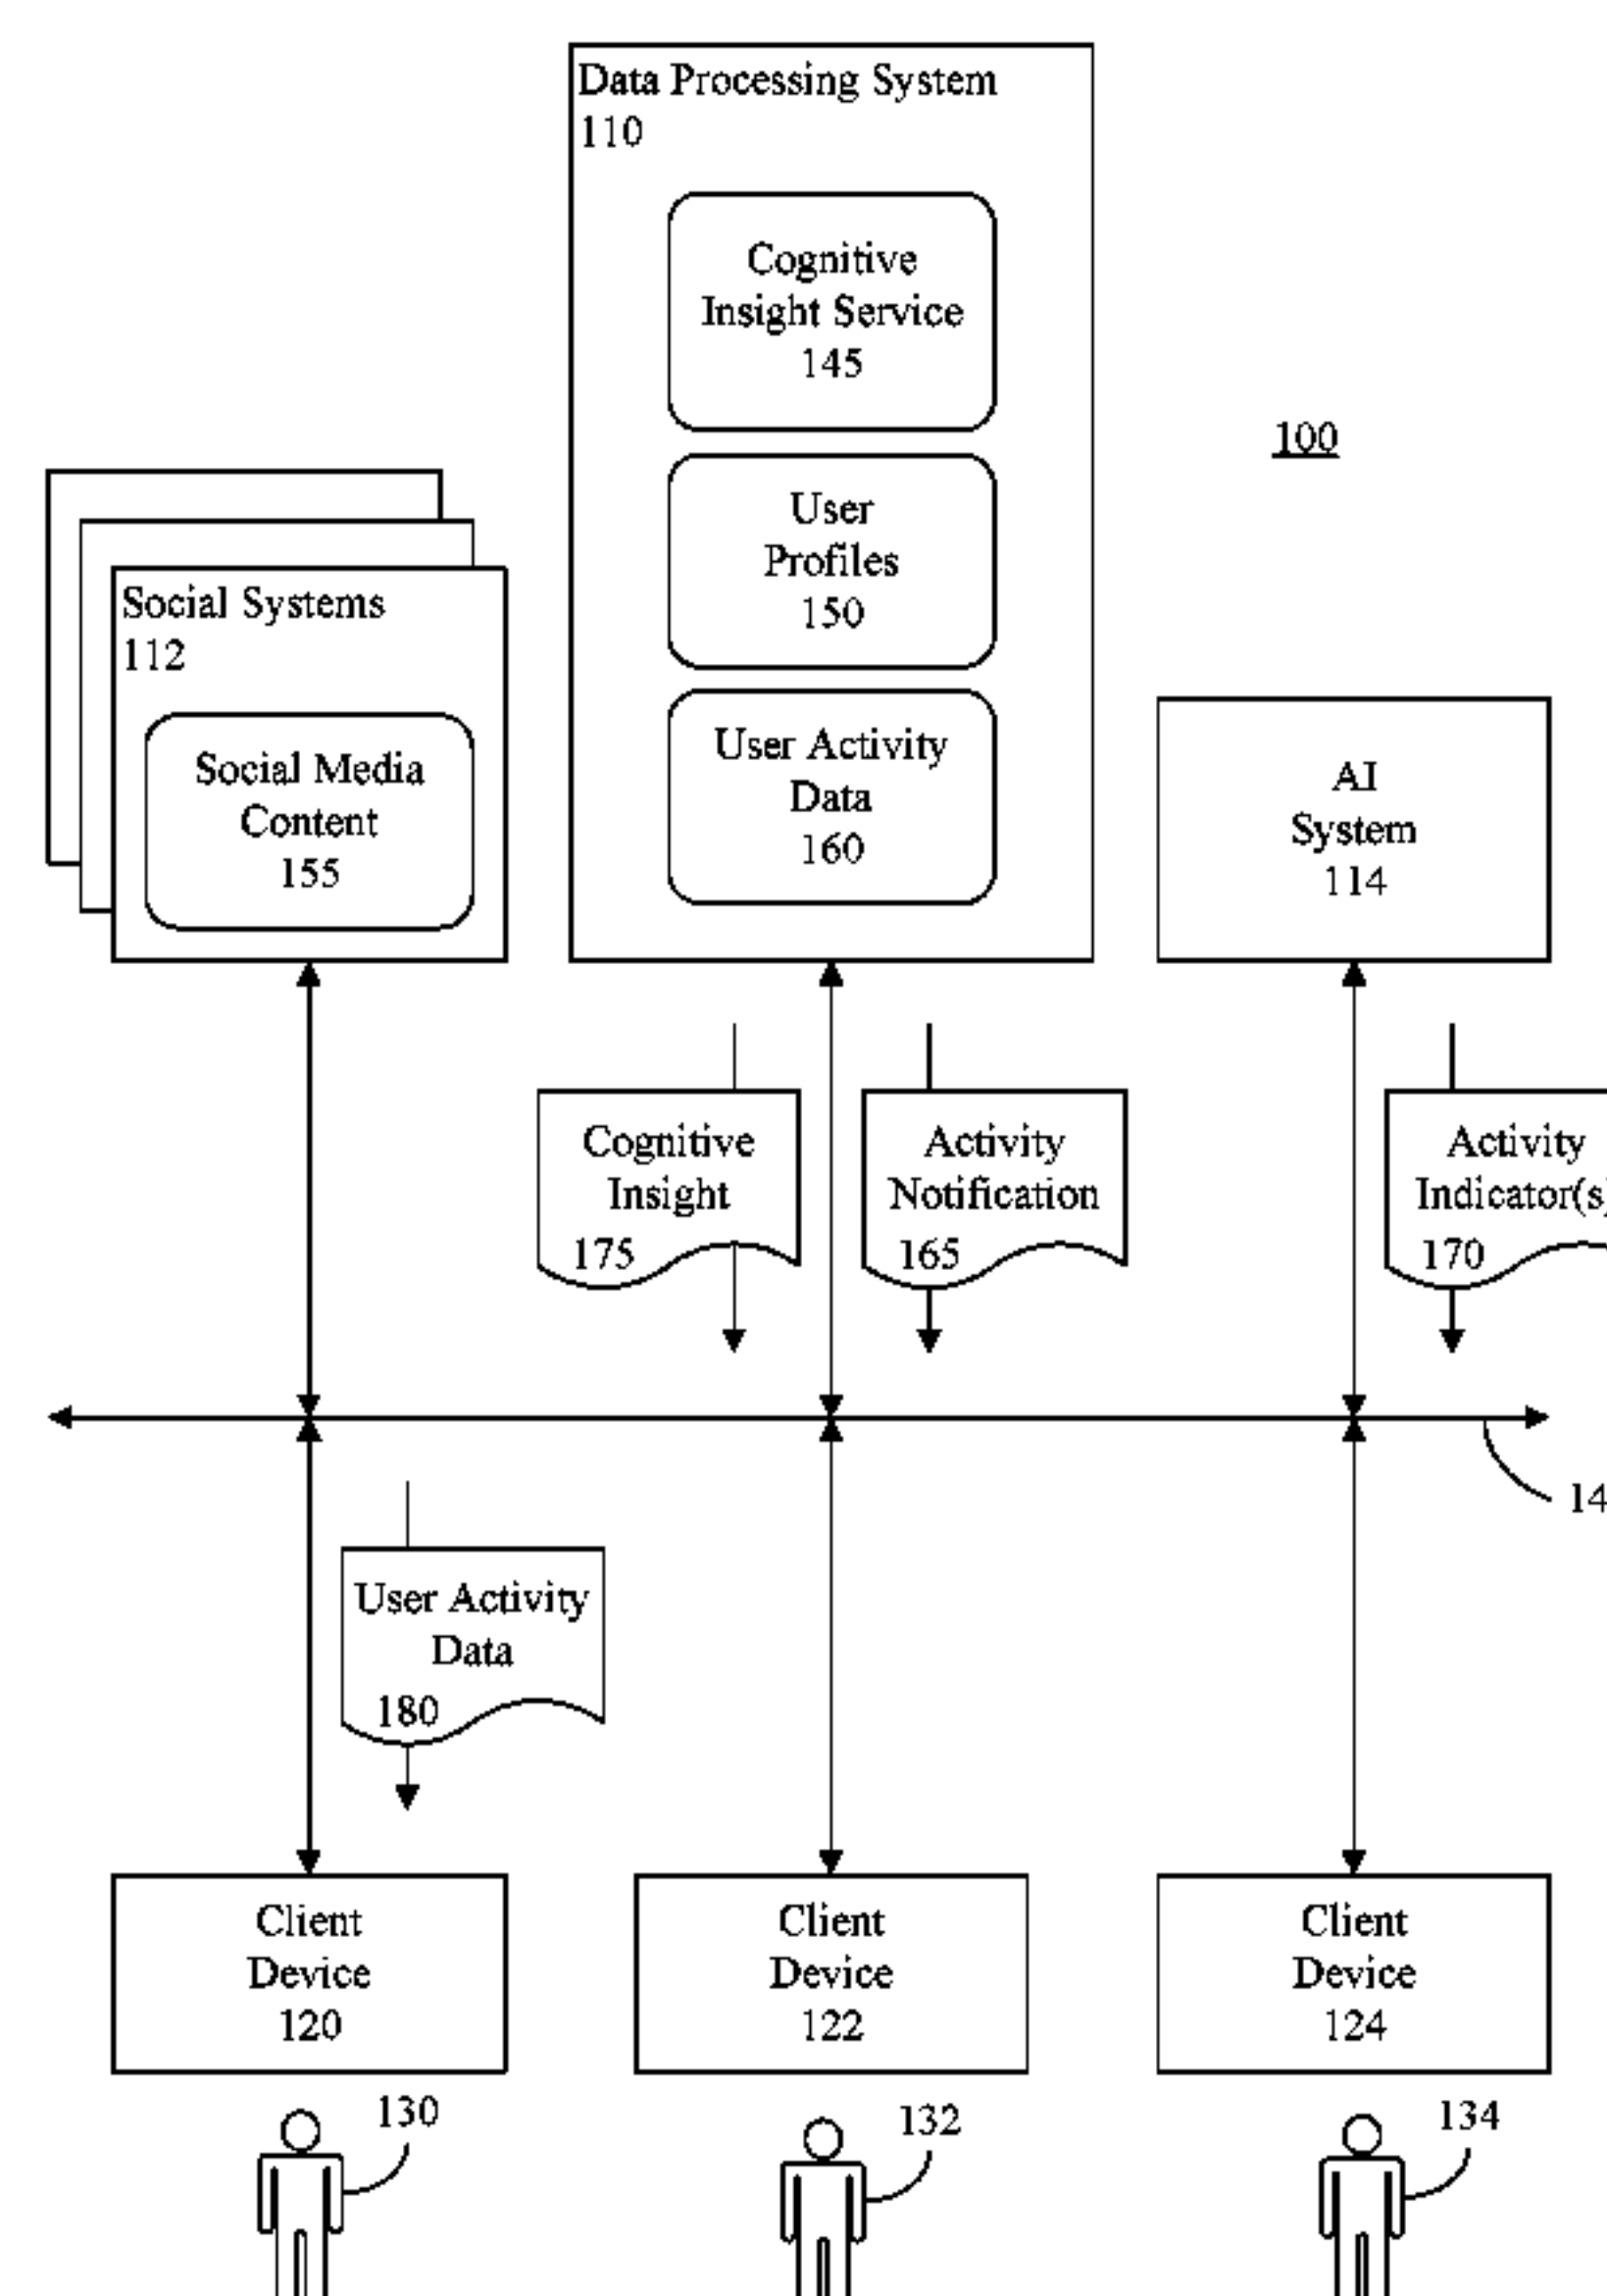 Data Processing System
110
Cognitive
Insight Service
145
100
User
Profiles
150
Social Systems
112
Social Media
Content
155
User Activity
Data
160
AI
System
114
Cognitive
Insight
175
Activity
Notification
165
Activity
Indicator(s)
170
14
User Activity
Data
180
Client
Device
120
Client
Device
122
Client
Device
124
130
132
134